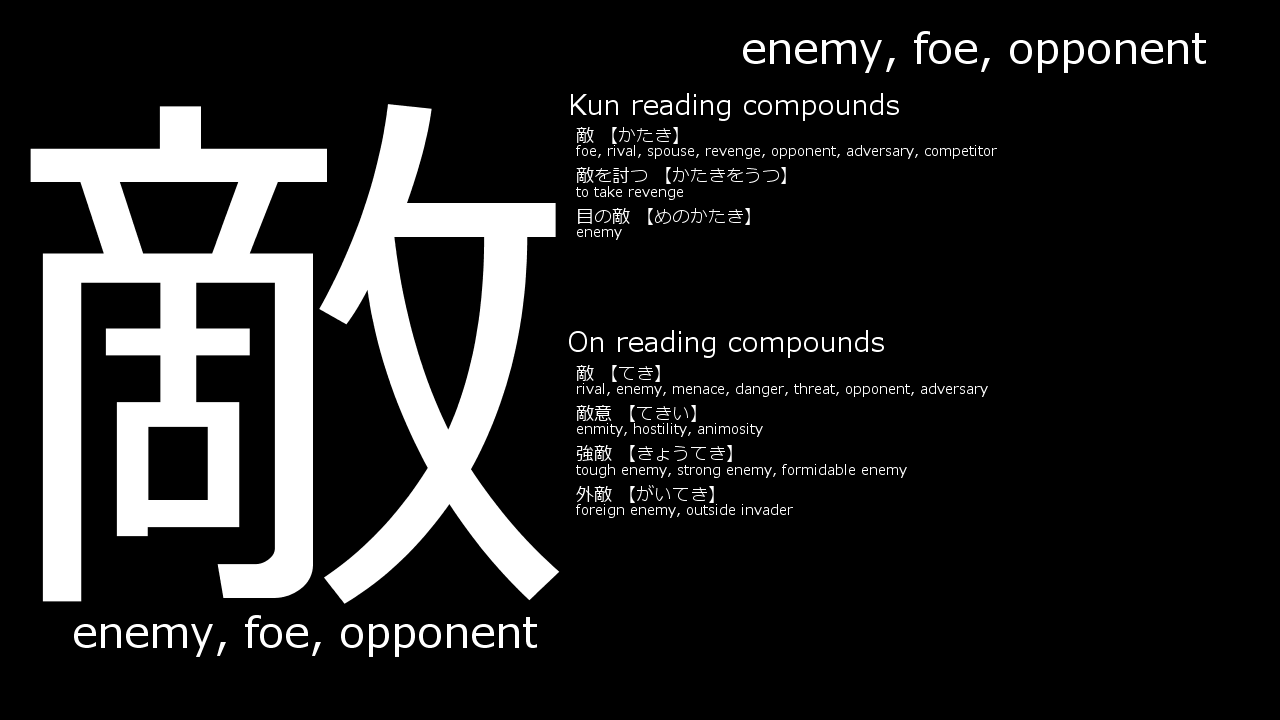 enemy, foe, opponent
敵
enemy, foe, opponent
Kun reading compounds
敵 【かたき】
foe, rival, spouse, revenge, opponent, adversary, competitor
敵を討つ 【かたきをうつ】
to take revenge
目の敵 【めのかたき】
enemy
On reading compounds
敵 【てき】
rival, enemy, menace, danger, threat, opponent, adversary
敵意 【てきい】
enmity, hostility, animosity
強敵 【きょうてき】
tough enemy, strong enemy, formidable enemy
外敵 【がいてき】
foreign enemy, outside invader